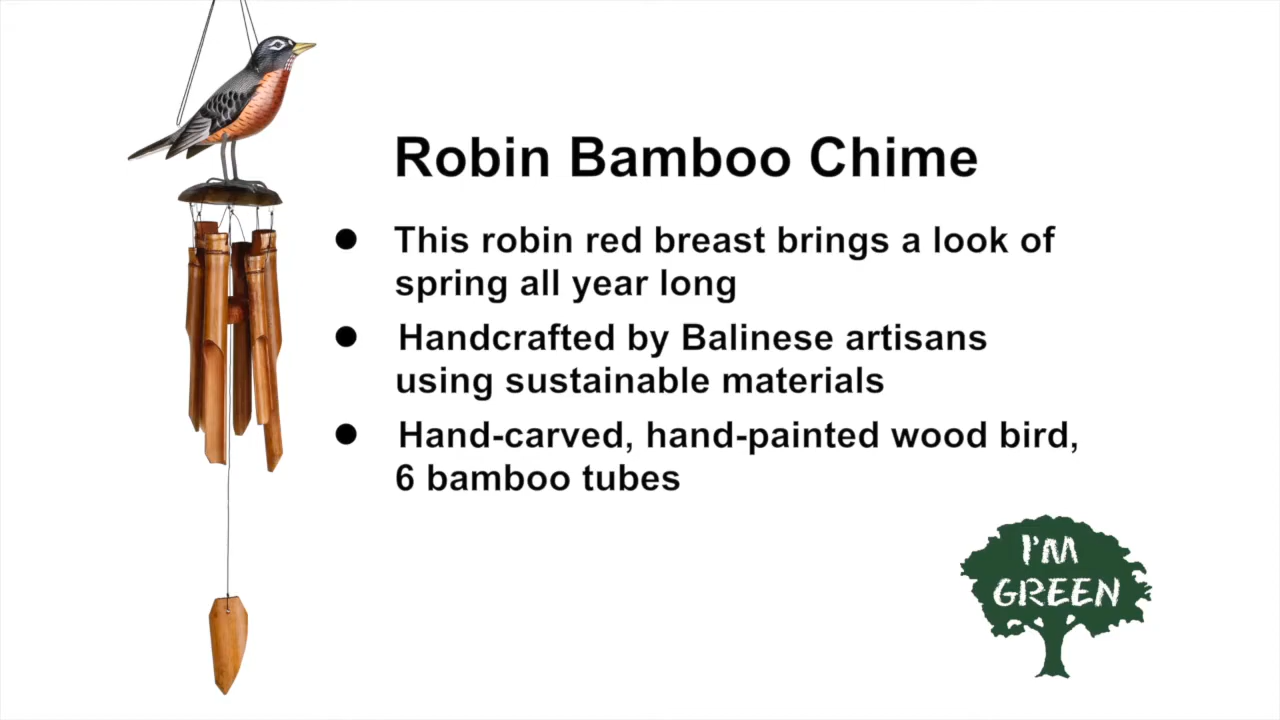 Robin Bamboo Chime
● This robin red breast brings a look of
spring all year long
● Handcrafted by Balinese artisans
using sustainable materials
● Hand-carved, hand-painted wood bird,
6 bamboo tubes
I'M
GREEN